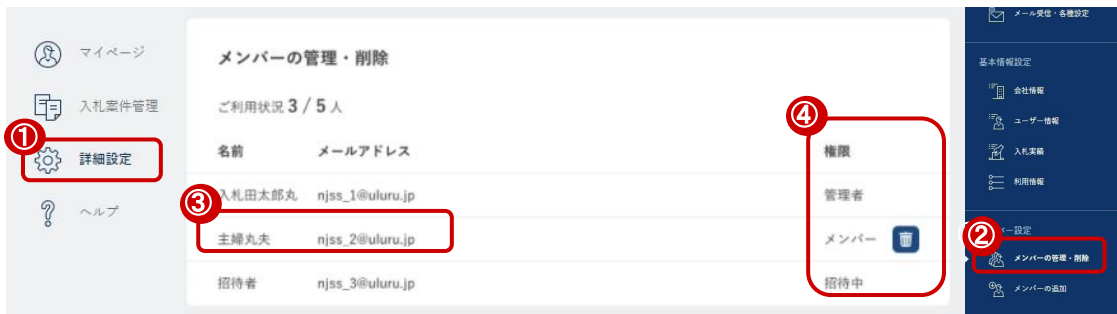 マイページ
入札案件管理
①
詳細設定
ヘルプ
メンバーの管理・削除
ご利用状況 3 / 5 人
④
名前 メールアドレス 権限
入札田太郎丸 njss_1@uluru.jp 管理者
③
主婦丸夫 njss_2@uluru.jp メンバー
招待者 njss_3@uluru.jp 招待中
メール受信・各種設定
基本情報設定
会社情報
ユーザー情報
入札実績
利用情報
②
ー設定
メンバーの管理・削除
メンバーの追加